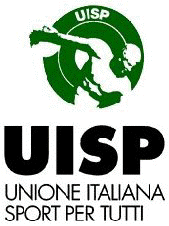 UISP
UISP
UNIONE ITALIANA
SPORT PER TUTTI